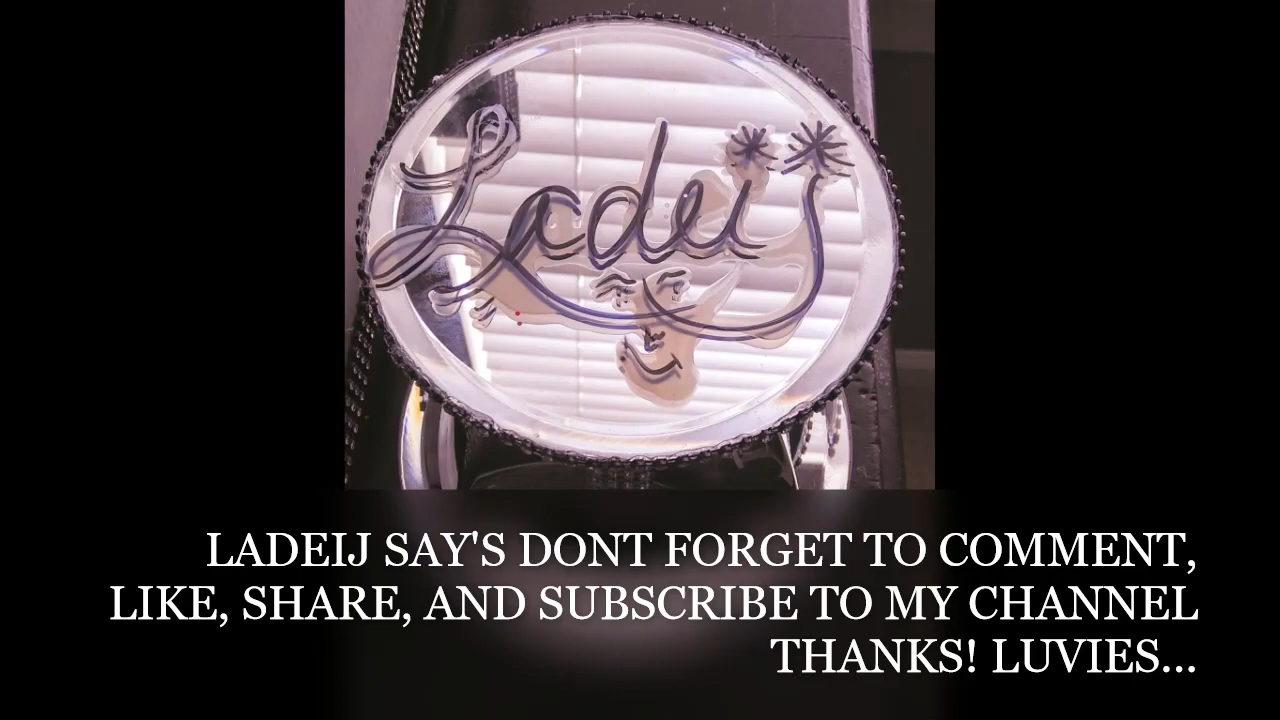 Ladeij
LADEIJ SAY'S DONT FORGET TO COMMENT,
LIKE, SHARE, AND SUBSCRIBE TO MY CHANNEL
THANKS! LUVIES...